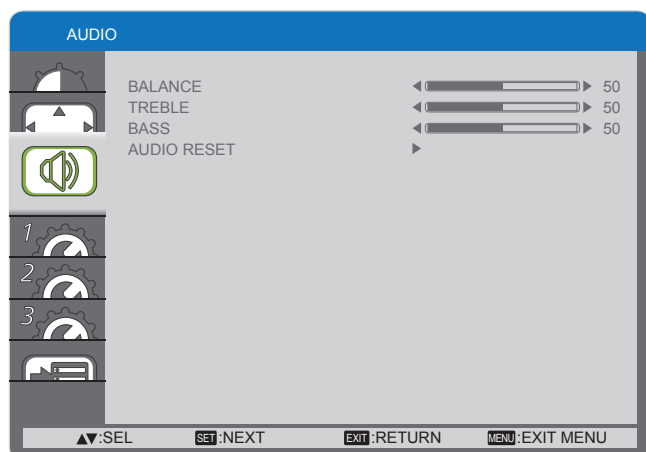 AUDIO
BALANCE 50
TREBLE 50
BASS 50
AUDIO RESET
1
2
3
▲▼:SEL SET:NEXT EXIT:RETURN MENU:EXIT MENU